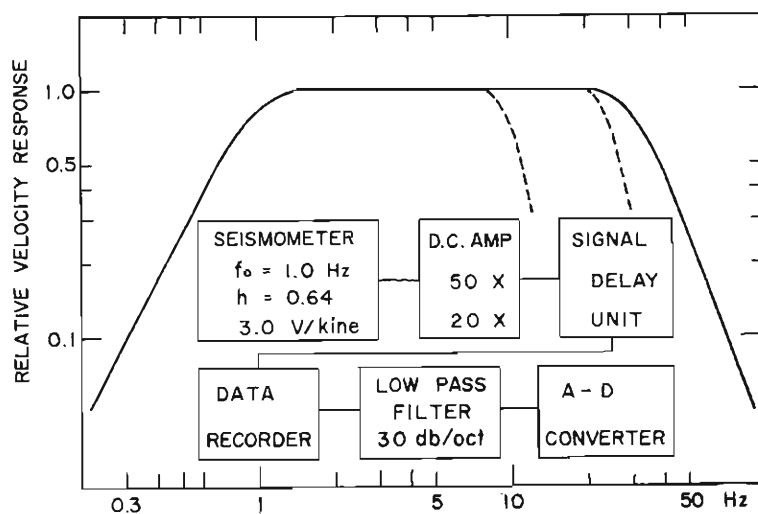 RELATIVE VELOCITY RESPONSE
1.0
0.5
0.1
SEISMOMETER
fo = 1.0 Hz
h = 0.64
3.0 V/kine
D.C. AMP
50 X
20 X
SIGNAL
DELAY
UNIT
DATA
RECORDER
LOW PASS
FILTER
30 db/oct
A - D
CONVERTER
0.3 1 5 10 50 Hz